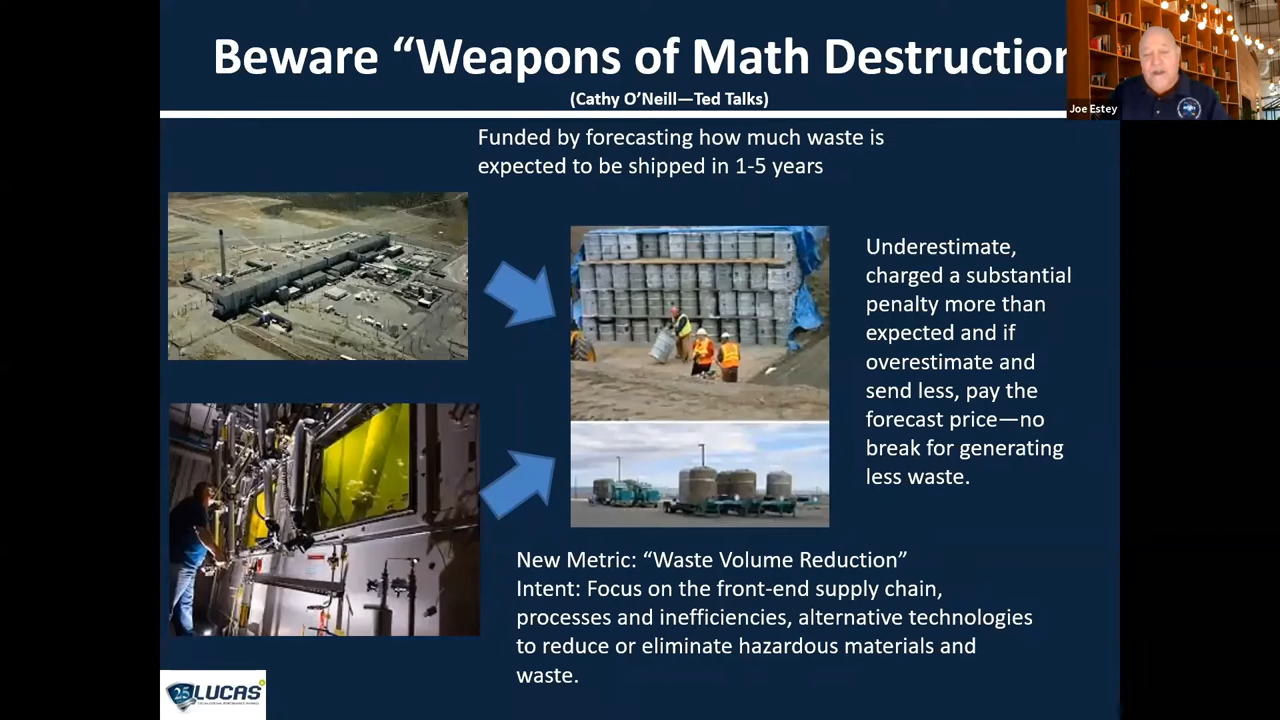 Beware “Weapons of Math Destruction
(Cathy O’Neill—Ted Talks)
Joe Estey
Funded by forecasting how much waste is
expected to be shipped in 1-5 years
Underestimate,
charged a substantial
penalty more than
expected and if
overestimate and
send less, pay the
forecast price—no
break for generating
less waste.
New Metric: “Waste Volume Reduction”
Intent: Focus on the front-end supply chain,
processes and inefficiencies, alternative technologies
to reduce or eliminate hazardous materials and
waste.
25 LUCAS